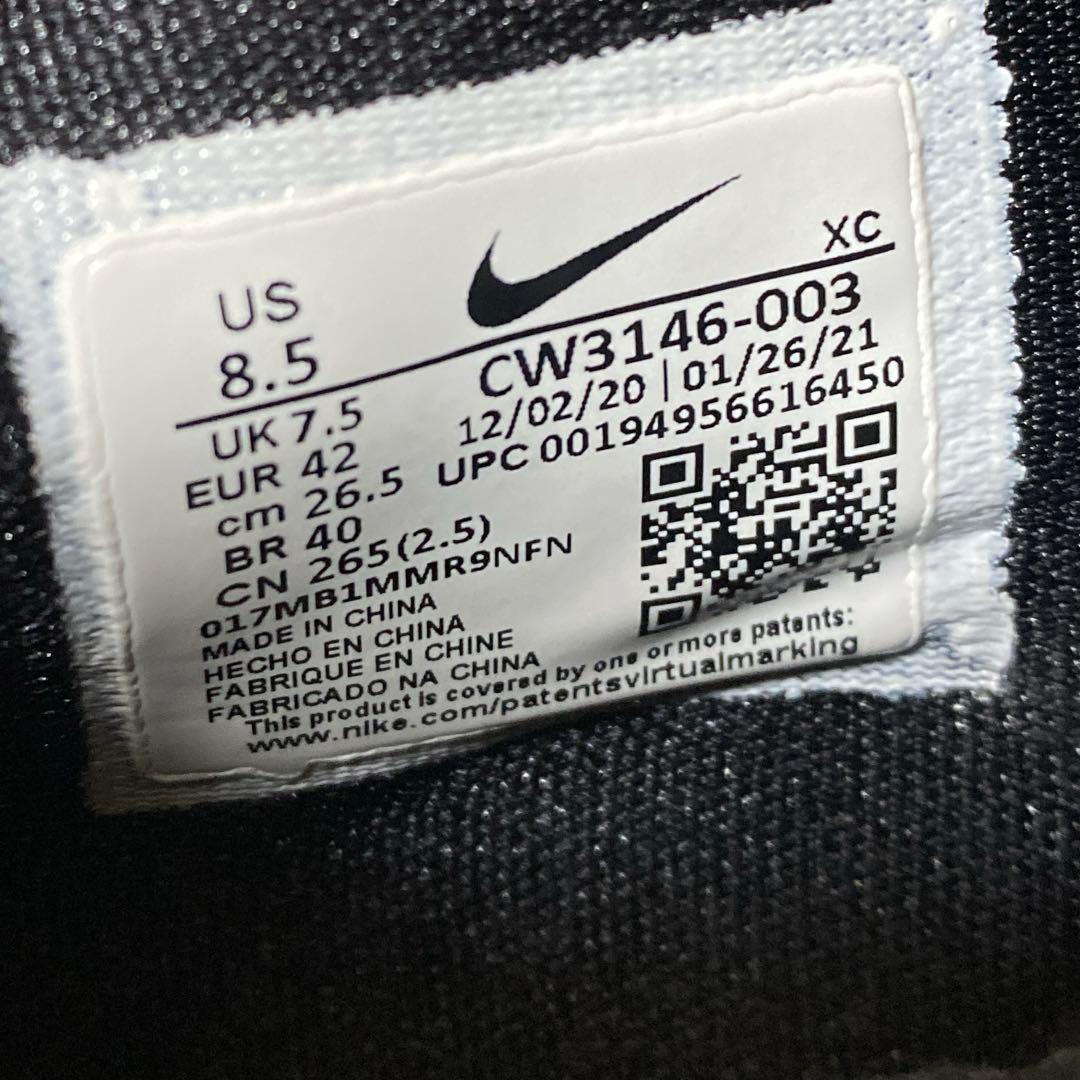 US
8.5
XC
CW3146-003
12/02/20 | 01/26/21
UPC 00194956616450
UK 7.5
EUR 42
cm 26.5
BR 40
CN 265(2.5)
017MB1MMR9NFN
MADE IN CHINA
HECHO EN CHINA
FABRIQUE EN CHINE
FABRICADO NA CHINA
This product is covered by one or more patents:
www.nike.com/patentsvirtualmarking